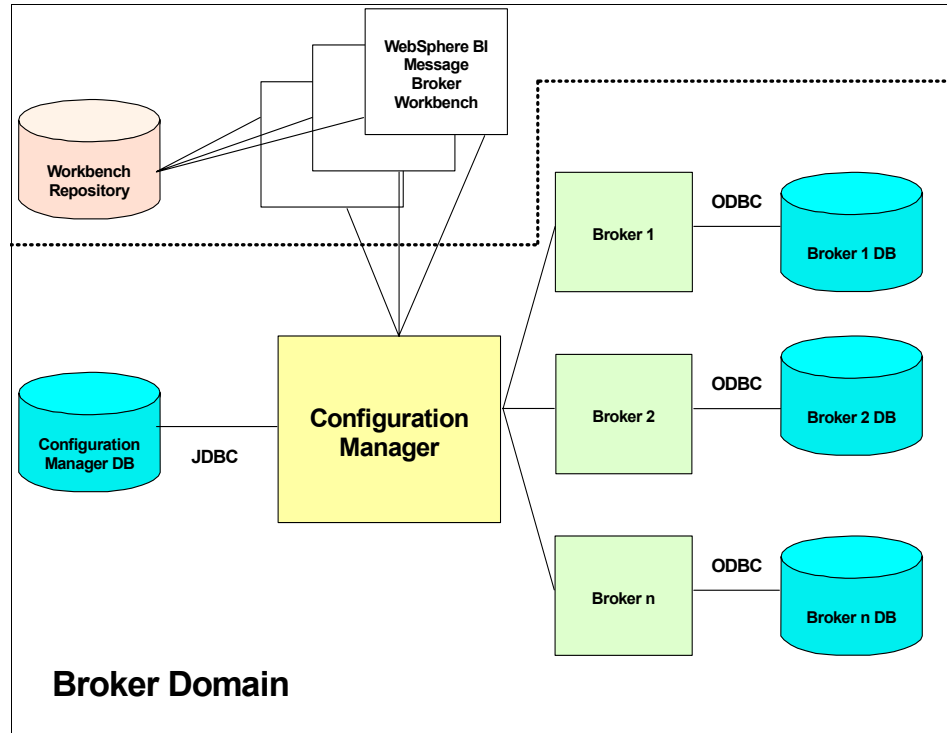 WebSphere BI
Message
Broker
Workbench
Workbench
Repository
ODBC
Broker 1
Broker 1 DB
ODBC
Configuration
Manager
Broker 2
Broker 2 DB
Configuration
Manager DB
JDBC
ODBC
Broker n
Broker n DB
Broker Domain